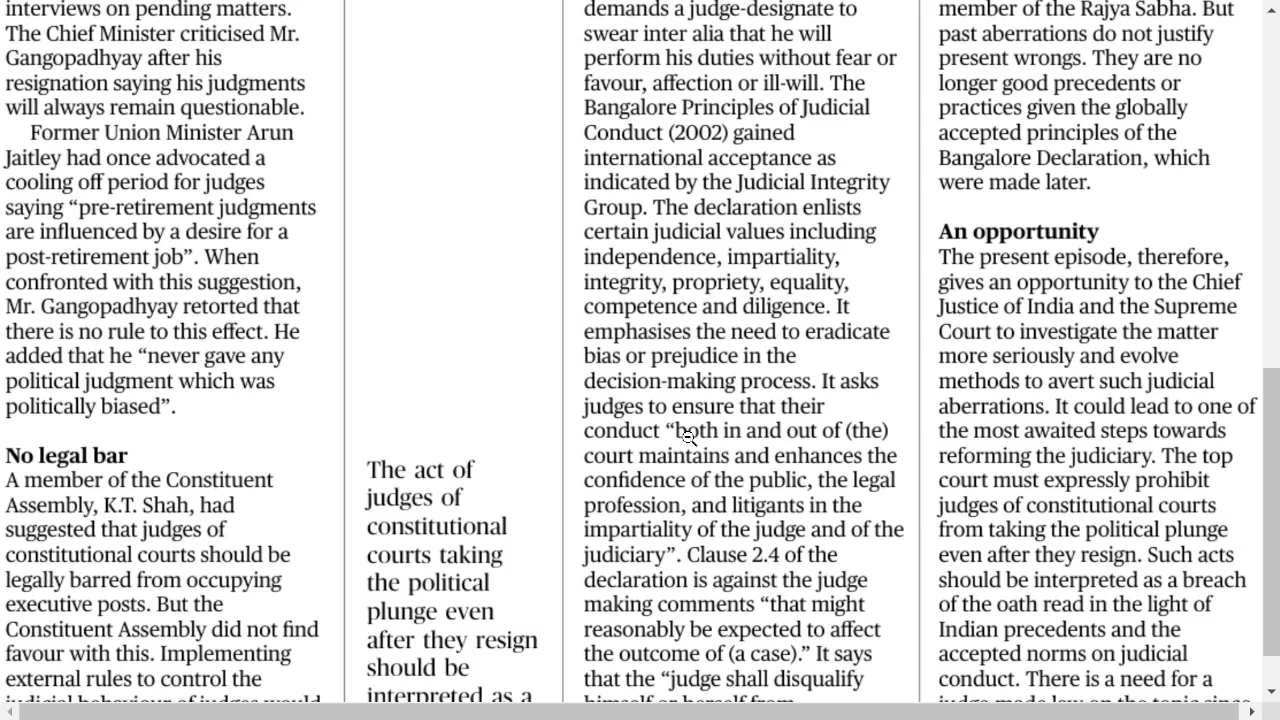 interviews on pending matters.
The Chief Minister criticised Mr.
Gangopadhyay after his
resignation saying his judgments
will always remain questionable.
Former Union Minister Arun
Jaitley had once advocated a
cooling off period for judges
saying “pre-retirement judgments
are influenced by a desire for a
post-retirement job”. When
confronted with this suggestion,
Mr. Gangopadhyay retorted that
there is no rule to this effect. He
added that he “never gave any
political judgment which was
politically biased”.
No legal bar
A member of the Constituent
Assembly, K.T. Shah, had
suggested that judges of
constitutional courts should be
legally barred from occupying
executive posts. But the
Constituent Assembly did not find
favour with this. Implementing
external rules to control the
judicial behaviour of judges would
The act of
judges of
constitutional
courts taking
the political
plunge even
after they resign
should be
interpreted as a
demands a judge-designate to
swear inter alia that he will
perform his duties without fear or
favour, affection or ill-will. The
Bangalore Principles of Judicial
Conduct (2002) gained
international acceptance as
indicated by the Judicial Integrity
Group. The declaration enlists
certain judicial values including
independence, impartiality,
integrity, propriety, equality,
competence and diligence. It
emphasises the need to eradicate
bias or prejudice in the
decision-making process. It asks
judges to ensure that their
conduct “both in and out of (the)
court maintains and enhances the
confidence of the public, the legal
profession, and litigants in the
impartiality of the judge and of the
judiciary”. Clause 2.4 of the
declaration is against the judge
making comments “that might
reasonably be expected to affect
the outcome of (a case).” It says
that the “judge shall disqualify
himself or herself from
member of the Rajya Sabha. But
past aberrations do not justify
present wrongs. They are no
longer good precedents or
practices given the globally
accepted principles of the
Bangalore Declaration, which
were made later.
An opportunity
The present episode, therefore,
gives an opportunity to the Chief
Justice of India and the Supreme
Court to investigate the matter
more seriously and evolve
methods to avert such judicial
aberrations. It could lead to one of
the most awaited steps towards
reforming the judiciary. The top
court must expressly prohibit
judges of constitutional courts
from taking the political plunge
even after they resign. Such acts
should be interpreted as a breach
of the oath read in the light of
Indian precedents and the
accepted norms on judicial
conduct. There is a need for a
judge made law on the topic since